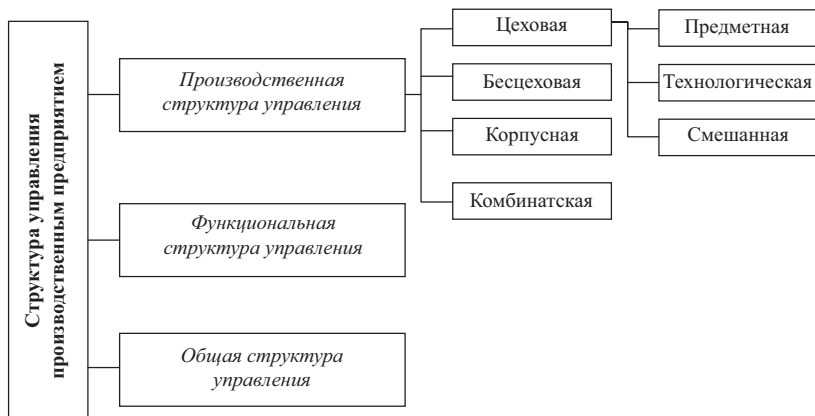 Структура управления
производственным предприятием
Производственная
структура управления
Функциональная
структура управления
Общая структура
управления
Цеховая
Бесцеховая
Корпусная
Комбинатская
Предметная
Технологическая
Смешанная